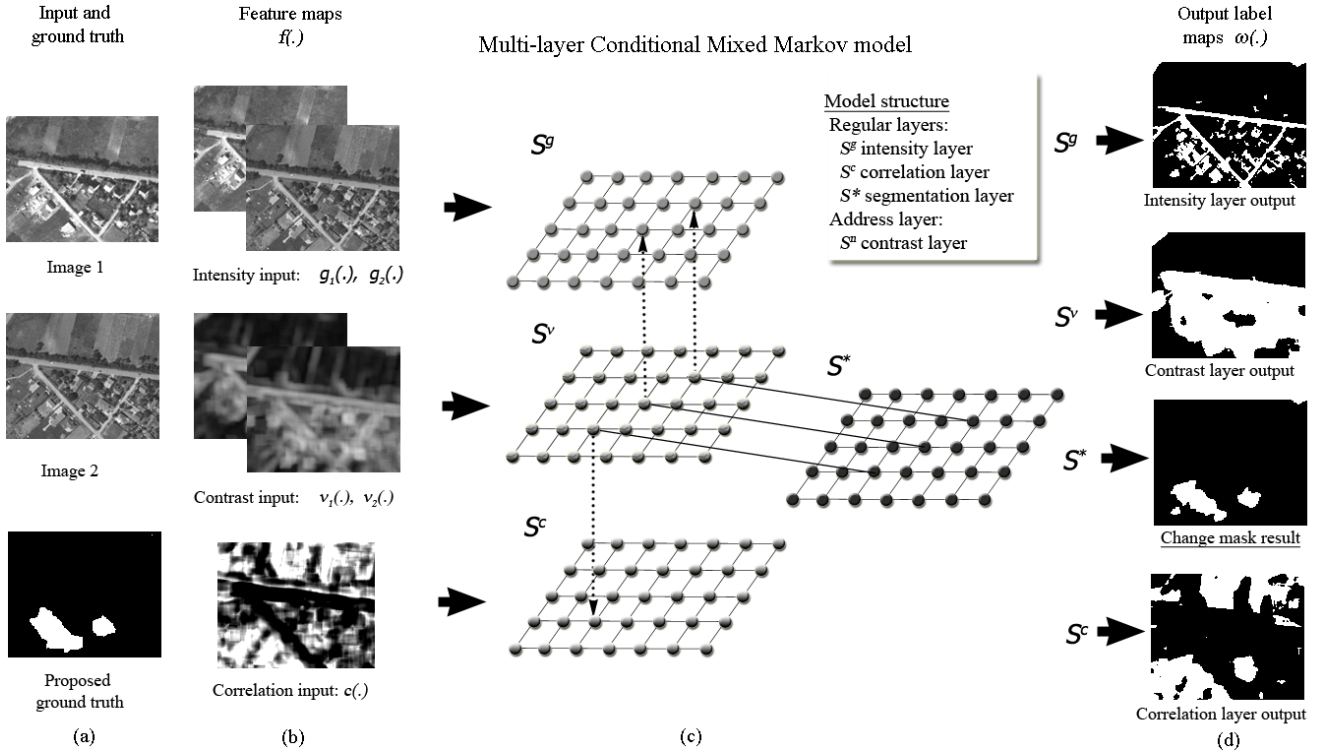 Input and
ground truth
Feature maps
f(.)
Multi-layer Conditional Mixed Markov model
Output label
maps ω(.)
Image 1
Image 2
Proposed
ground truth
(a)
Intensity input: g₁(.), g₂(.)
Contrast input: ν₁(.), ν₂(.)
Correlation input: c(.)
(b)
Sᵍ
Sᵛ
S*
Sᶜ
Model structure
Regular layers:
Sᵍ intensity layer
Sᶜ correlation layer
S* segmentation layer
Address layer:
Sⁿ contrast layer
(c)
Sᵍ
Intensity layer output
Sᵛ
Contrast layer output
S*
Change mask result
Sᶜ
Correlation layer output
(d)